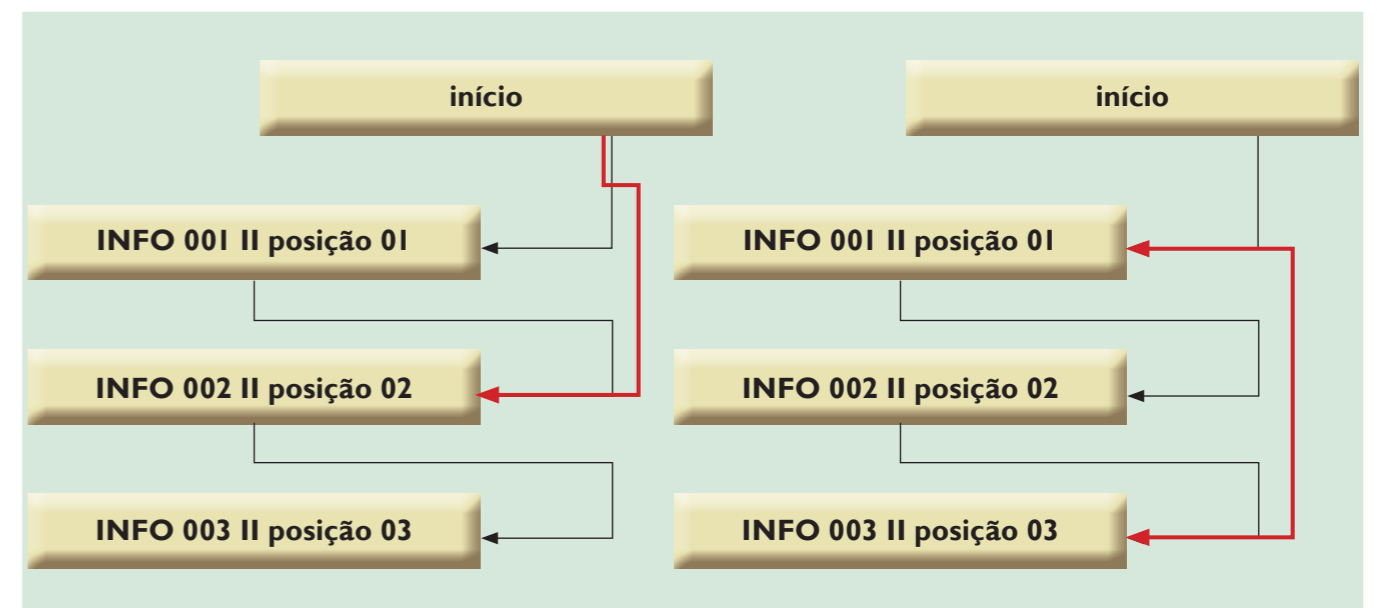 início
INFO 001 II posição 01
INFO 002 II posição 02
INFO 003 II posição 03
início
INFO 001 II posição 01
INFO 002 II posição 02
INFO 003 II posição 03